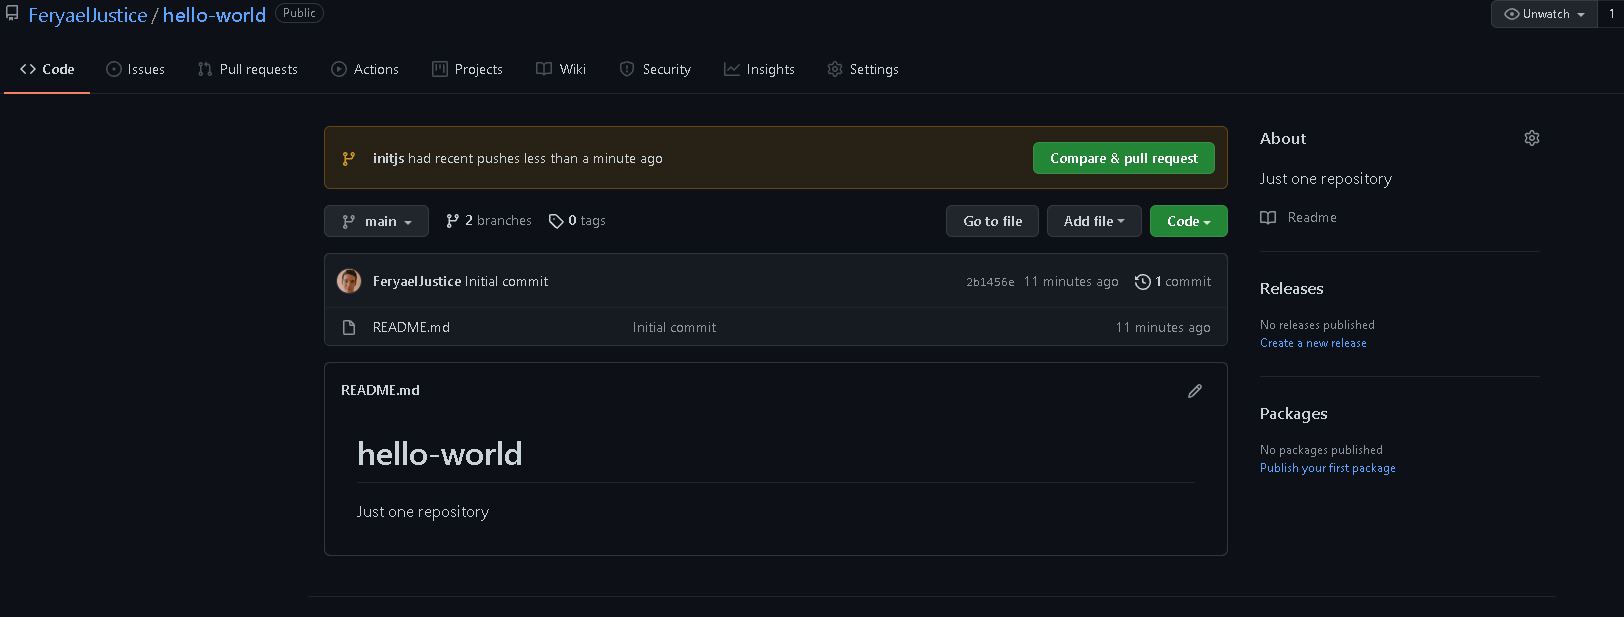 FeryaelJustice / hello-world Public Unwatch 1
Code Issues Pull requests Actions Projects Wiki Security Insights Settings
initjs had recent pushes less than a minute ago Compare & pull request
main 2 branches 0 tags Go to file Add file Code
FeryaelJustice Initial commit 2b1456e 11 minutes ago 1 commit
README.md Initial commit 11 minutes ago
README.md
hello-world
Just one repository
About
Just one repository
Readme
Releases
No releases published
Create a new release
Packages
No packages published
Publish your first package